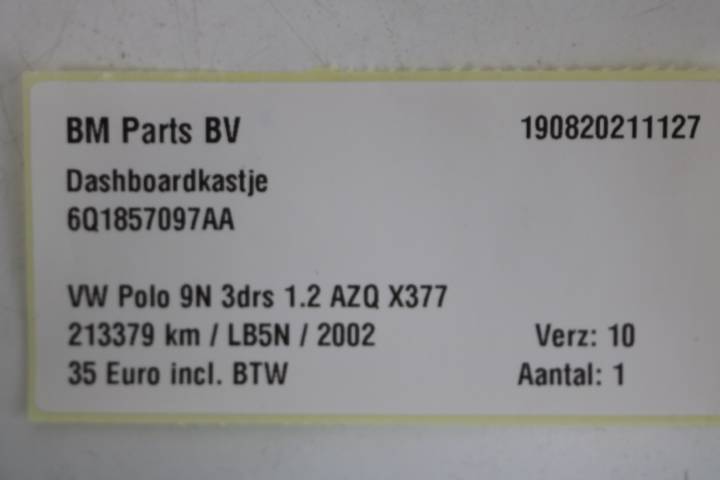 BM Parts BV 190820211127
Dashboardkastje
6Q1857097AA
VW Polo 9N 3drs 1.2 AZQ X377
213379 km / LB5N / 2002 Verz: 10
35 Euro incl. BTW Aantal: 1